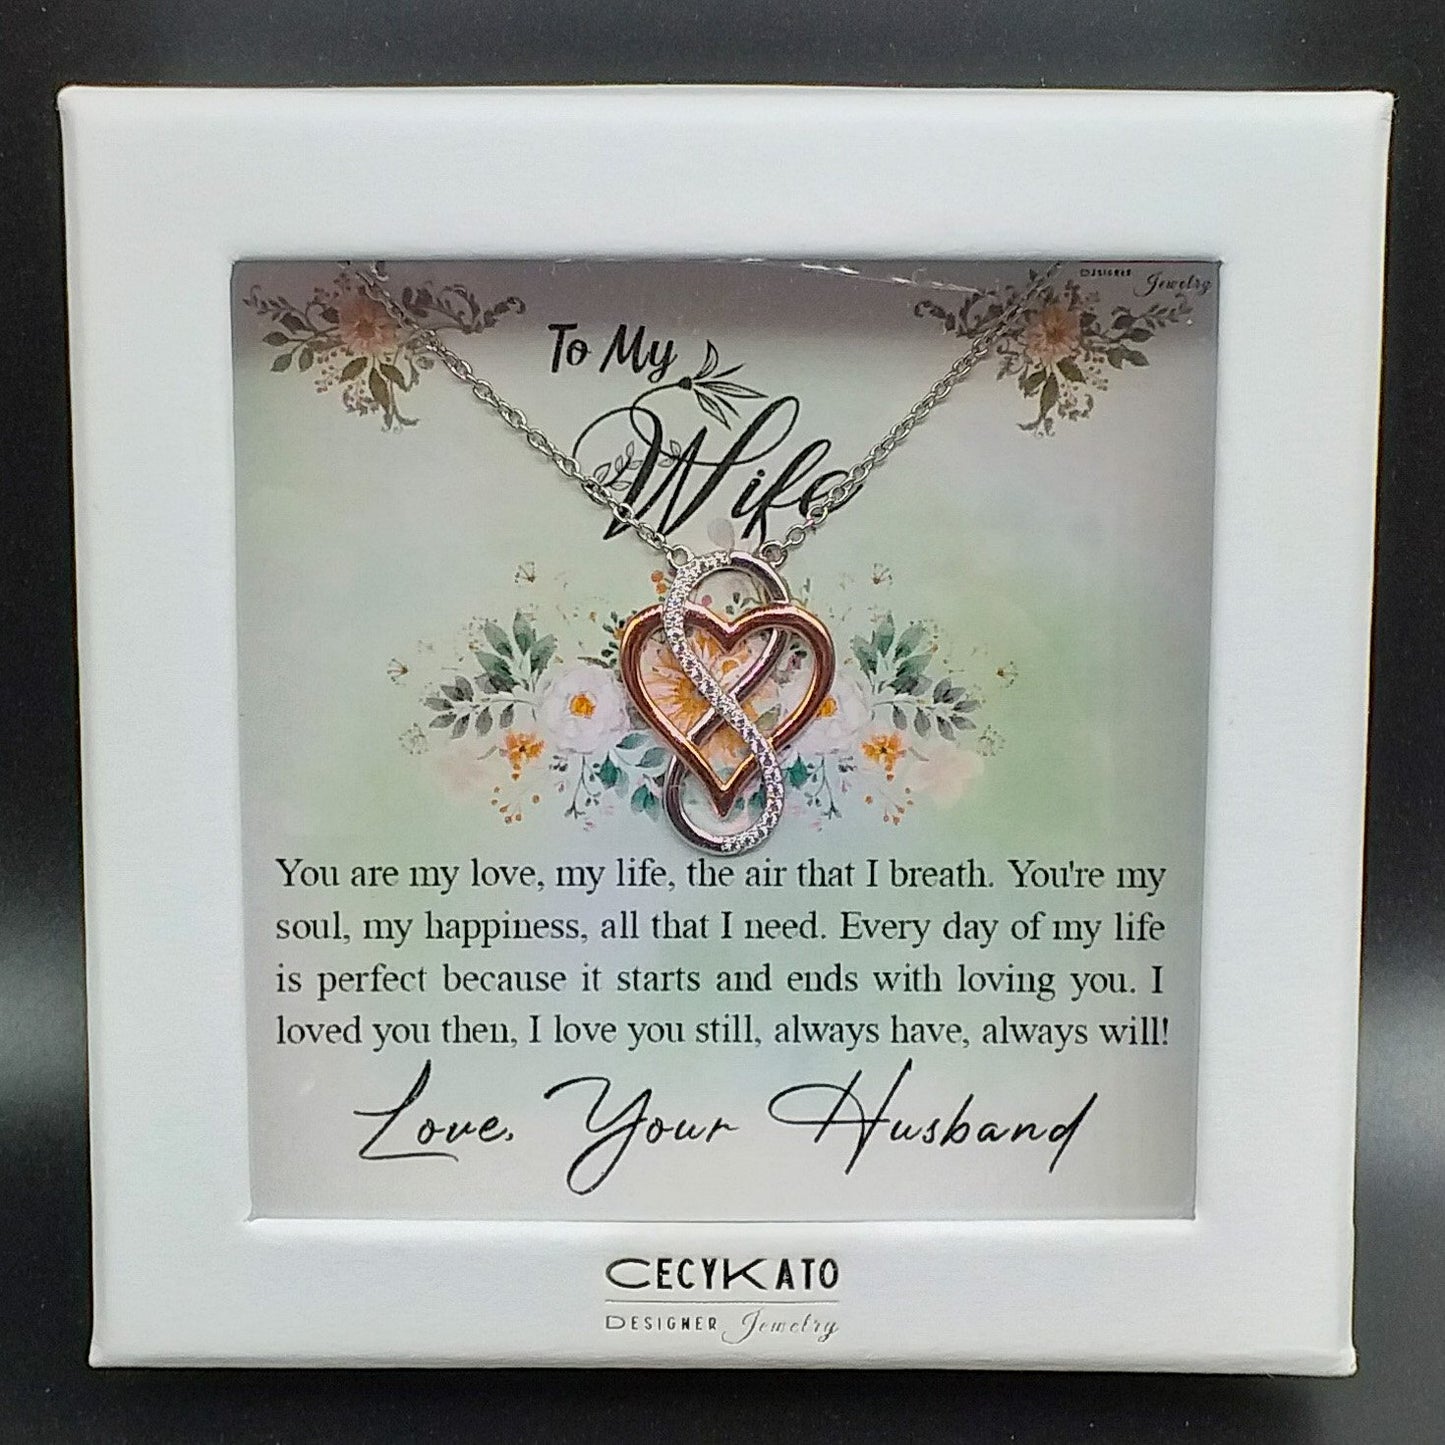 DESIGNER Jewelry
To My
Wife
You are my love, my life, the air that I breath. You're my
soul, my happiness, all that I need. Every day of my life
is perfect because it starts and ends with loving you. I
loved you then, I love you still, always have, always will!
Love, Your Husband
CECYKATO
DESIGNER Jewelry